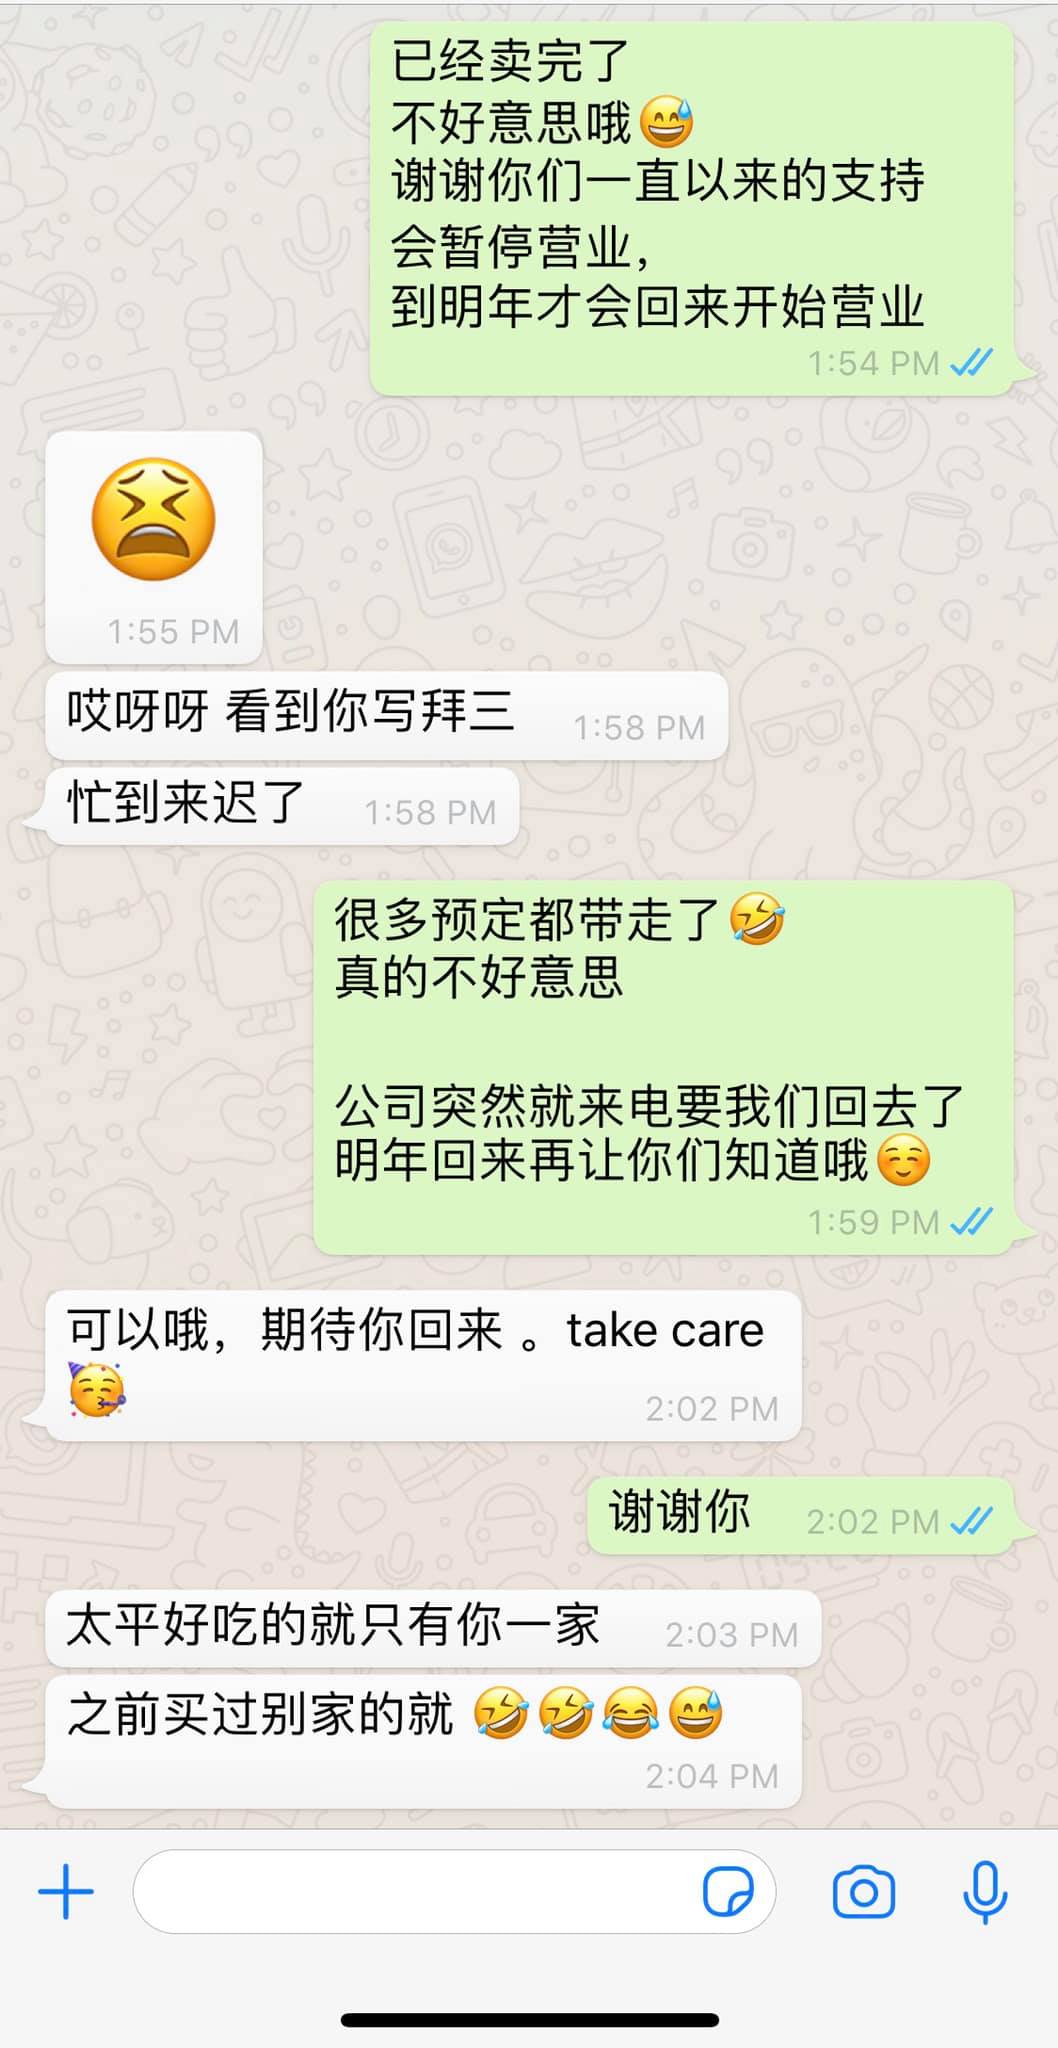 已经卖完了
不好意思哦😅
谢谢你们一直以来的支持
会暂停营业，
到明年才会回来开始营业
1:54 PM
😫
1:55 PM
哎呀呀 看到你写拜三 1:58 PM
忙到来迟了 1:58 PM
很多预定都带走了🤣
真的不好意思
公司突然就来电要我们回去了
明年回来再让你们知道哦☺️
1:59 PM
可以哦，期待你回来 。take care
🥳
2:02 PM
谢谢你 2:02 PM
太平好吃的就只有你一家 2:03 PM
之前买过别家的就 🤣🤣😂😅
2:04 PM